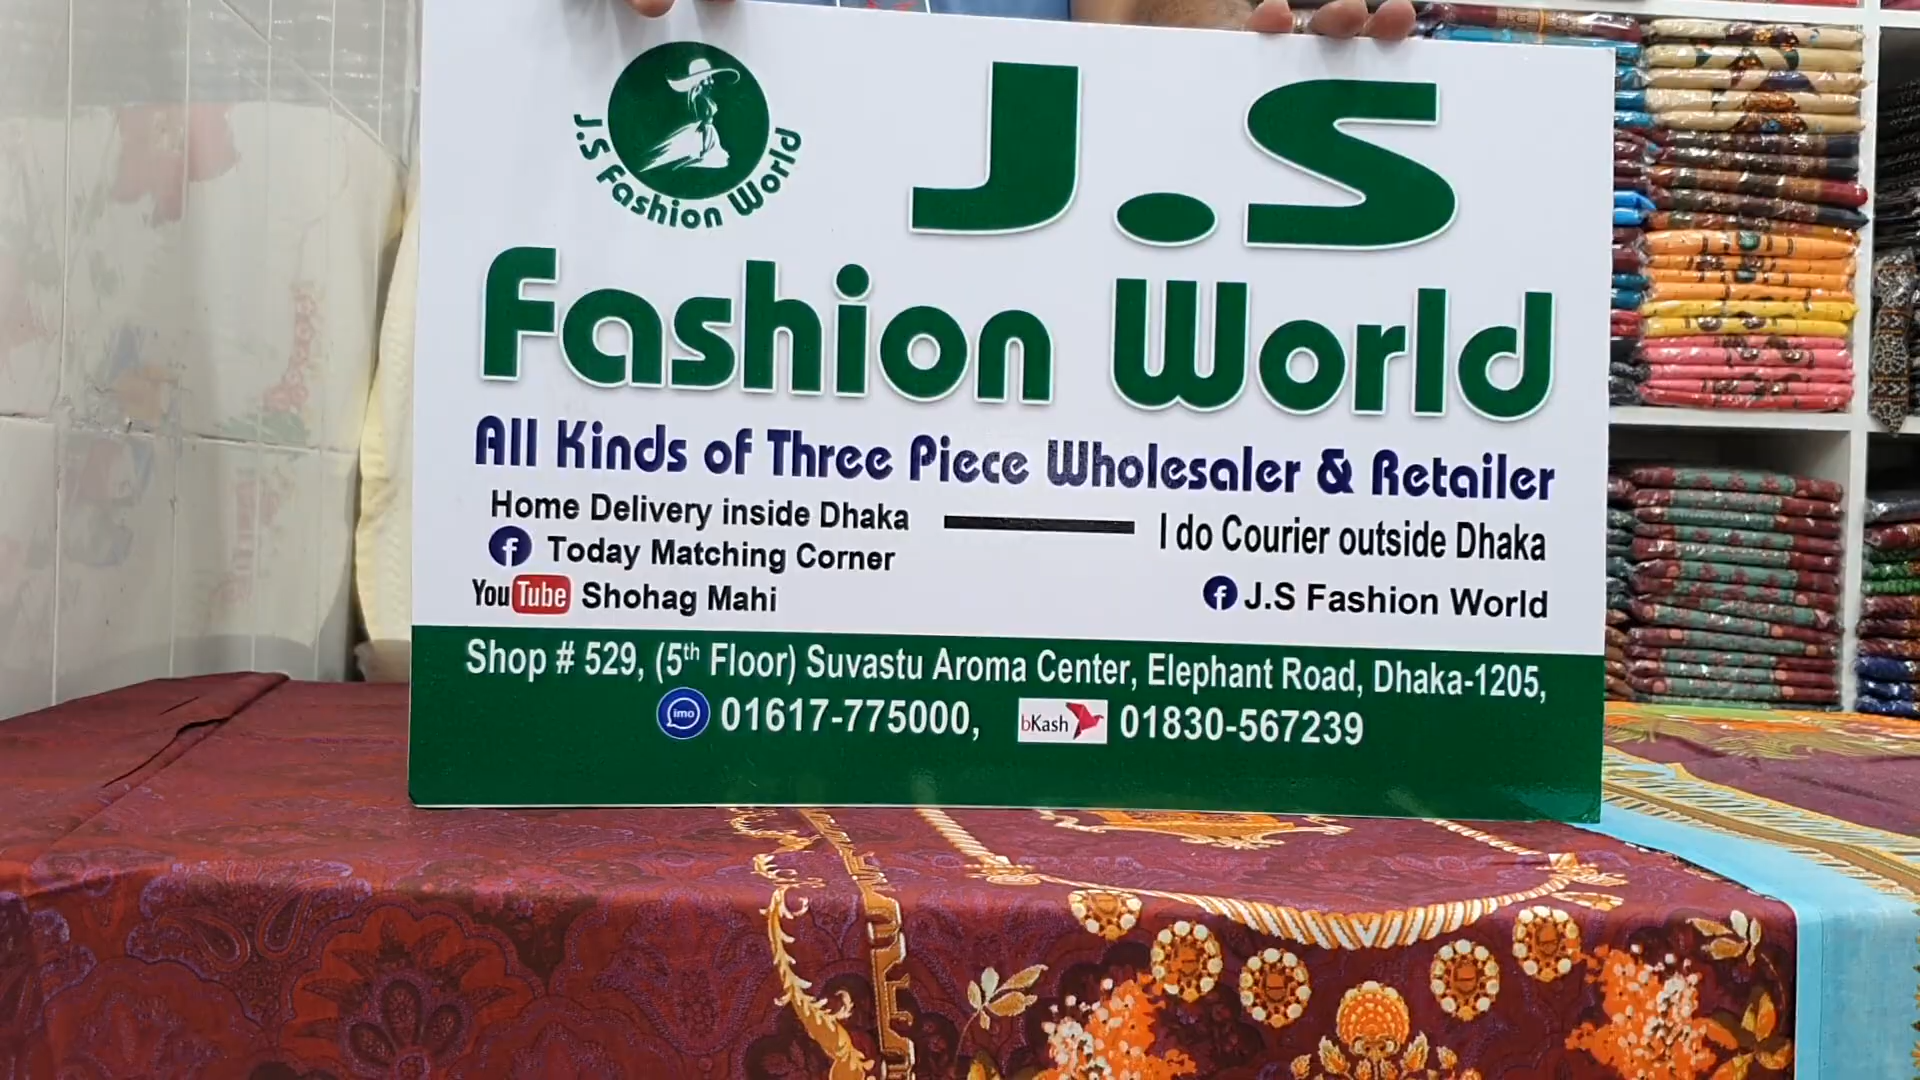 J.S Fashion World
J.S
Fashion World
All Kinds of Three Piece Wholesaler & Retailer
Home Delivery inside Dhaka — I do Courier outside Dhaka
f Today Matching Corner
YouTube Shohag Mahi
f J.S Fashion World
Shop # 529, (5th Floor) Suvastu Aroma Center, Elephant Road, Dhaka-1205,
imo 01617-775000, bKash 01830-567239